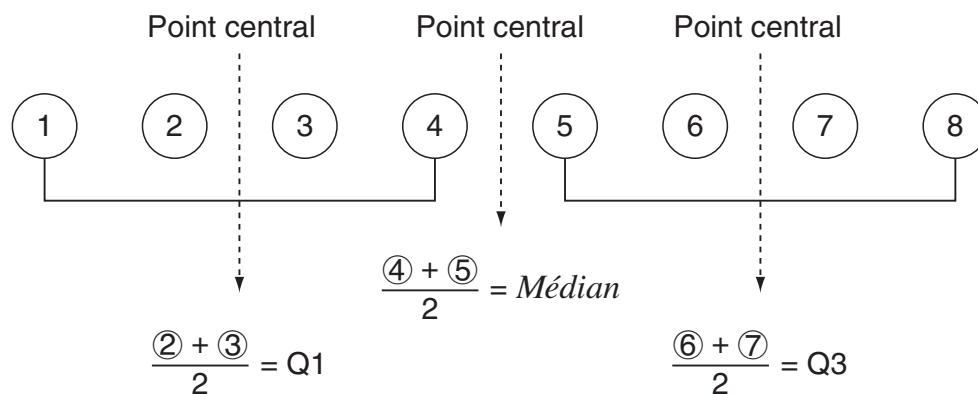 Point central Point central Point central
1 2 3 4 5 6 7 8
④ + ⑤
2
= Médian
② + ③
2
= Q1
⑥ + ⑦
2
= Q3